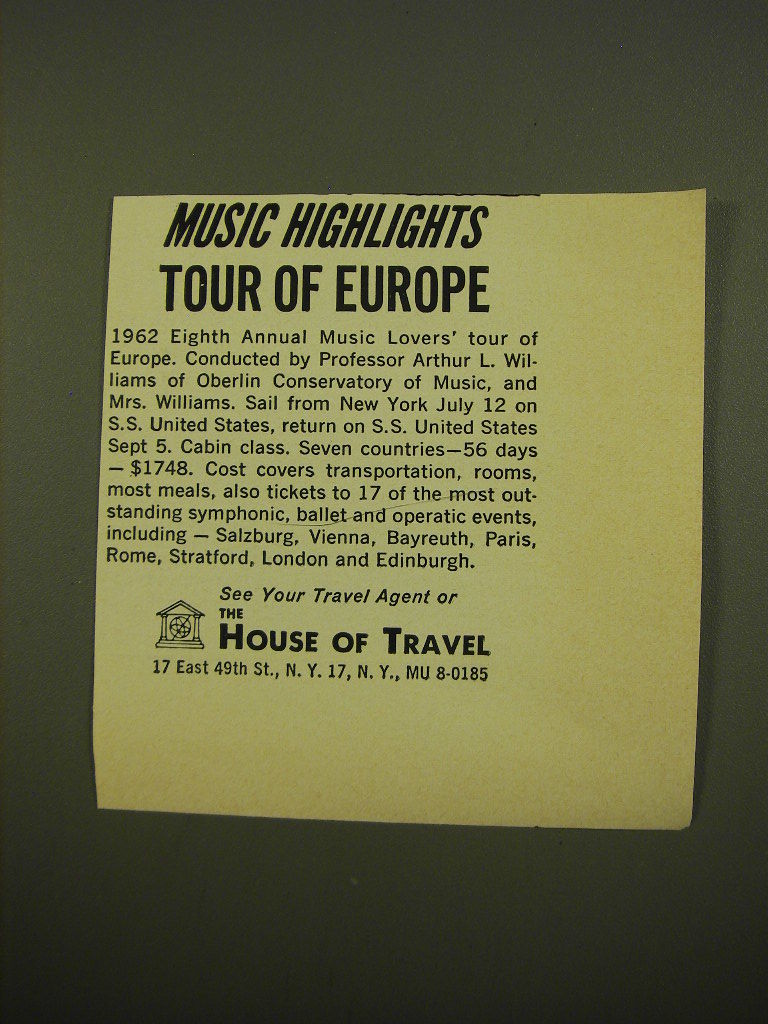 MUSIC HIGHLIGHTS
TOUR OF EUROPE
1962 Eighth Annual Music Lovers' tour of
Europe. Conducted by Professor Arthur L. Wil-
liams of Oberlin Conservatory of Music, and
Mrs. Williams. Sail from New York July 12 on
S.S. United States, return on S.S. United States
Sept 5. Cabin class. Seven countries—56 days
— $1748. Cost covers transportation, rooms,
most meals, also tickets to 17 of the most out-
standing symphonic, ballet and operatic events,
including — Salzburg, Vienna, Bayreuth, Paris,
Rome, Stratford, London and Edinburgh.
See Your Travel Agent or
THE
HOUSE OF TRAVEL
17 East 49th St., N. Y. 17, N. Y., MU 8-0185